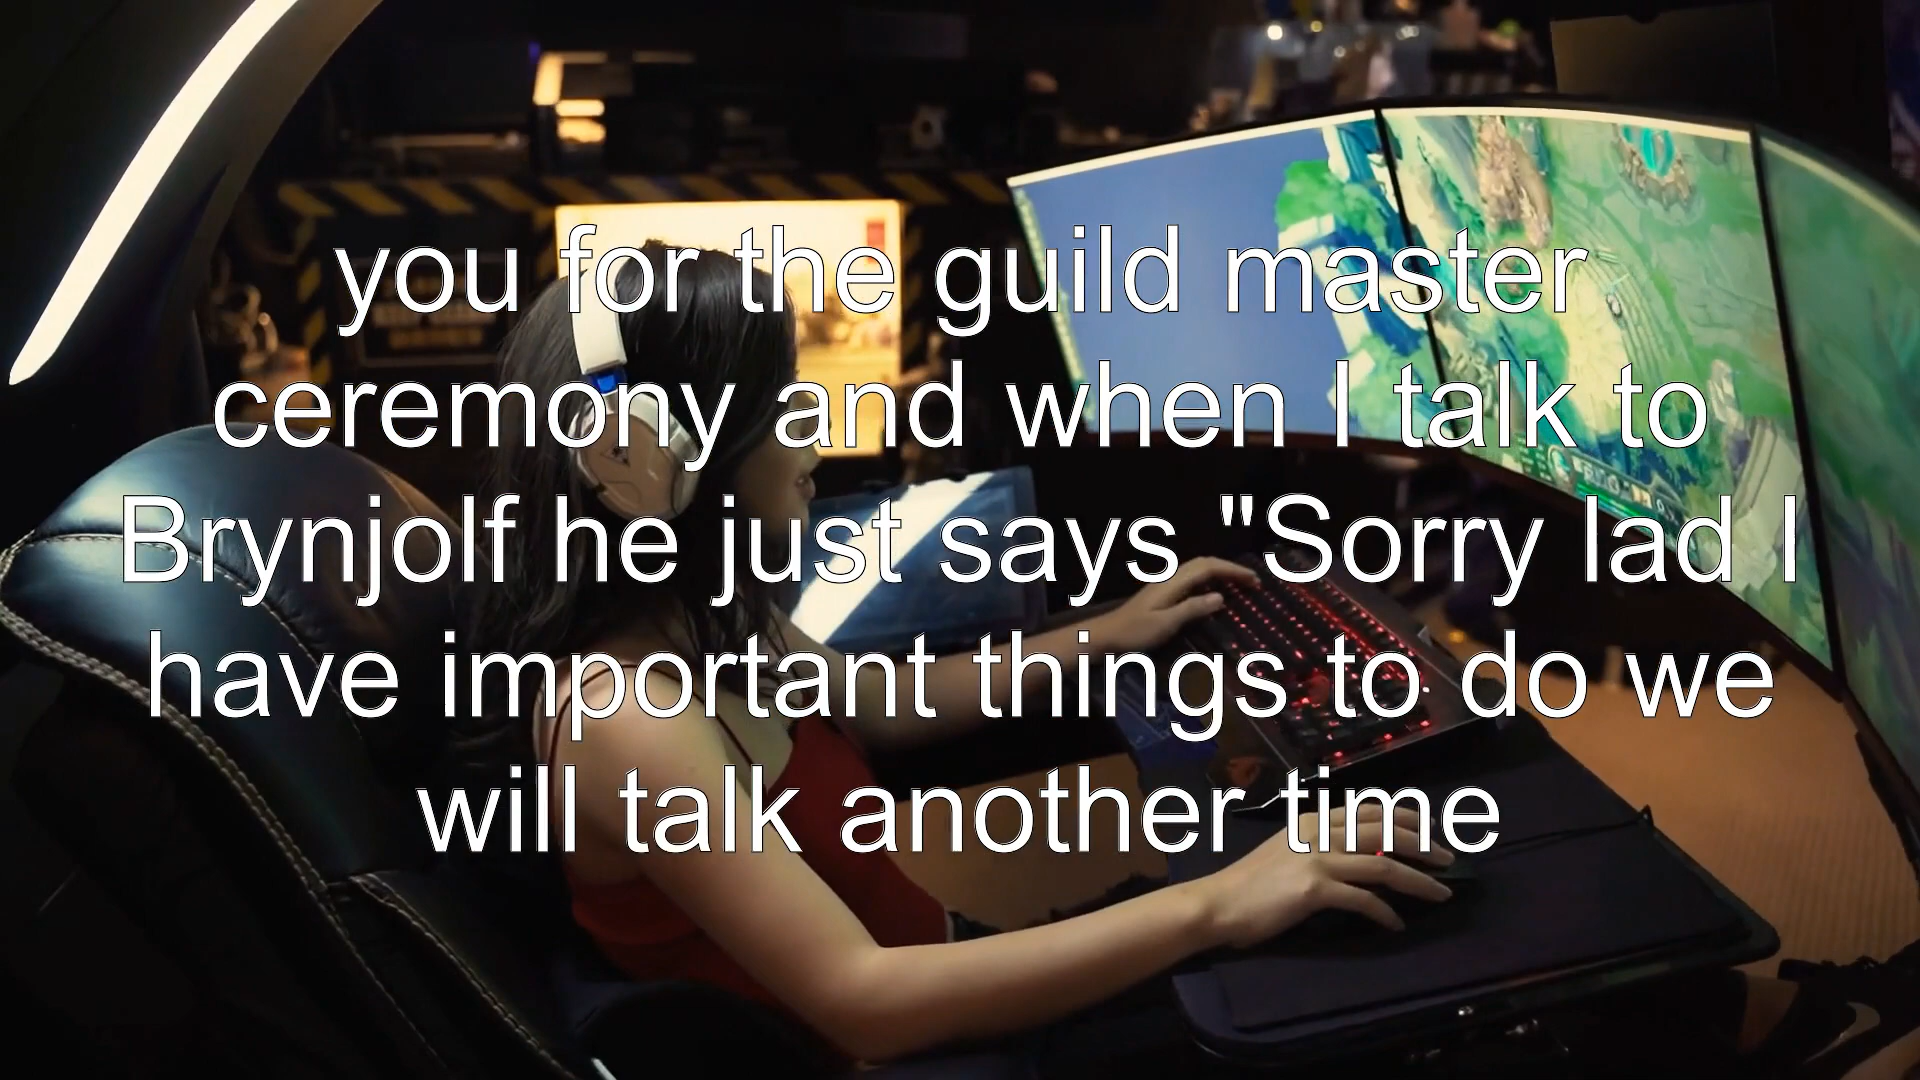 you for the guild master
ceremony and when I talk to
Brynjolf he just says "Sorry lad I
have important things to do we
will talk another time